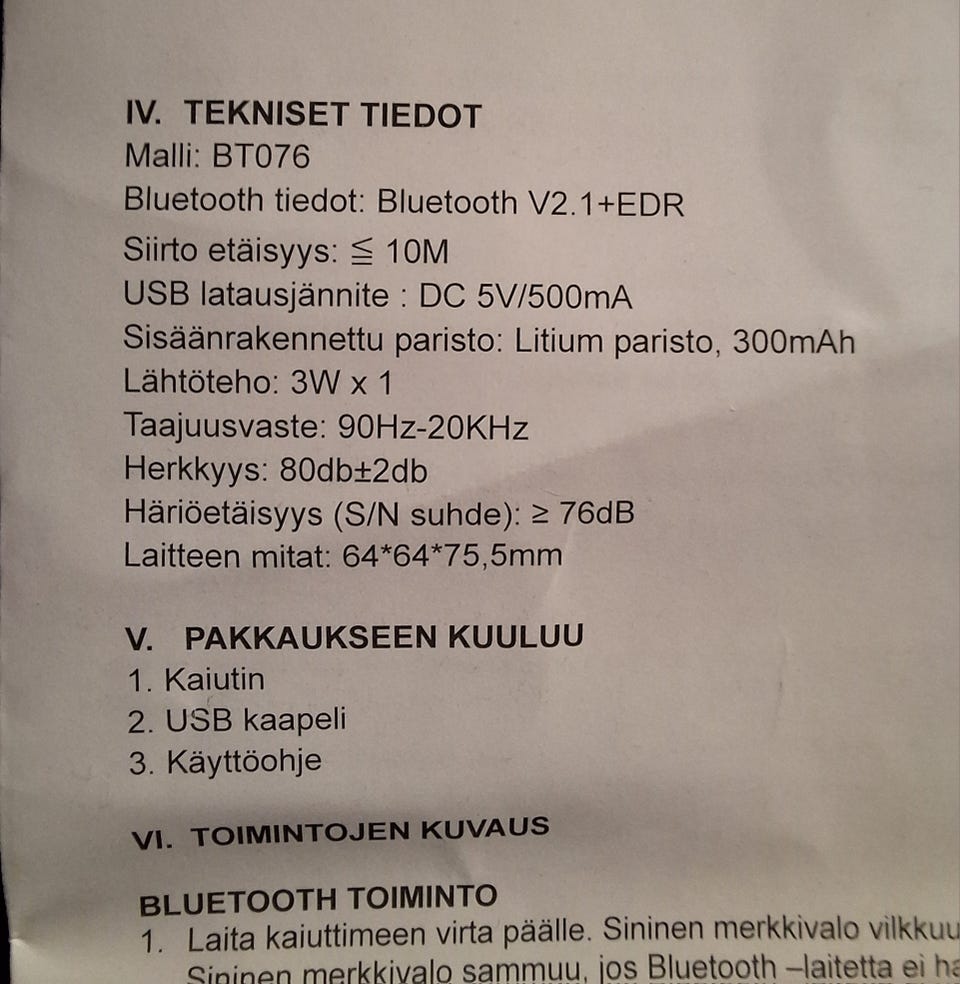 IV. TEKNISET TIEDOT
Malli: BT076
Bluetooth tiedot: Bluetooth V2.1+EDR
Siirto etäisyys: ≦ 10M
USB latausjännite : DC 5V/500mA
Sisäänrakennettu paristo: Litium paristo, 300mAh
Lähtöteho: 3W x 1
Taajuusvaste: 90Hz-20KHz
Herkkyys: 80db±2db
Häriöetäisyys (S/N suhde): ≥ 76dB
Laitteen mitat: 64*64*75,5mm
V. PAKKAUKSEEN KUULUU
1. Kaiutin
2. USB kaapeli
3. Käyttöohje
VI. TOIMINTOJEN KUVAUS
BLUETOOTH TOIMINTO
1. Laita kaiuttimeen virta päälle. Sininen merkkivalo vilkkuu
Sininen merkkivalo sammuu, jos Bluetooth –laitetta ei